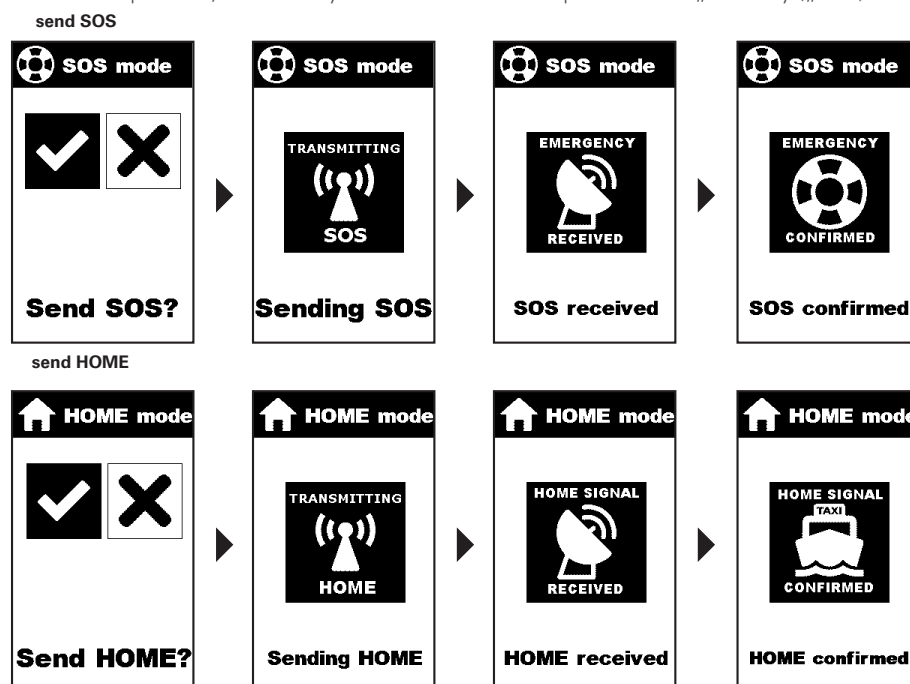 send SOS
SOS mode
Send SOS?
SOS mode
TRANSMITTING
SOS
Sending SOS
SOS mode
EMERGENCY
RECEIVED
SOS received
SOS mode
EMERGENCY
CONFIRMED
SOS confirmed
send HOME
HOME mode
Send HOME?
HOME mode
TRANSMITTING
HOME
Sending HOME
HOME mode
HOME SIGNAL
RECEIVED
HOME received
HOME mode
HOME SIGNAL
TAXI
CONFIRMED
HOME confirmed